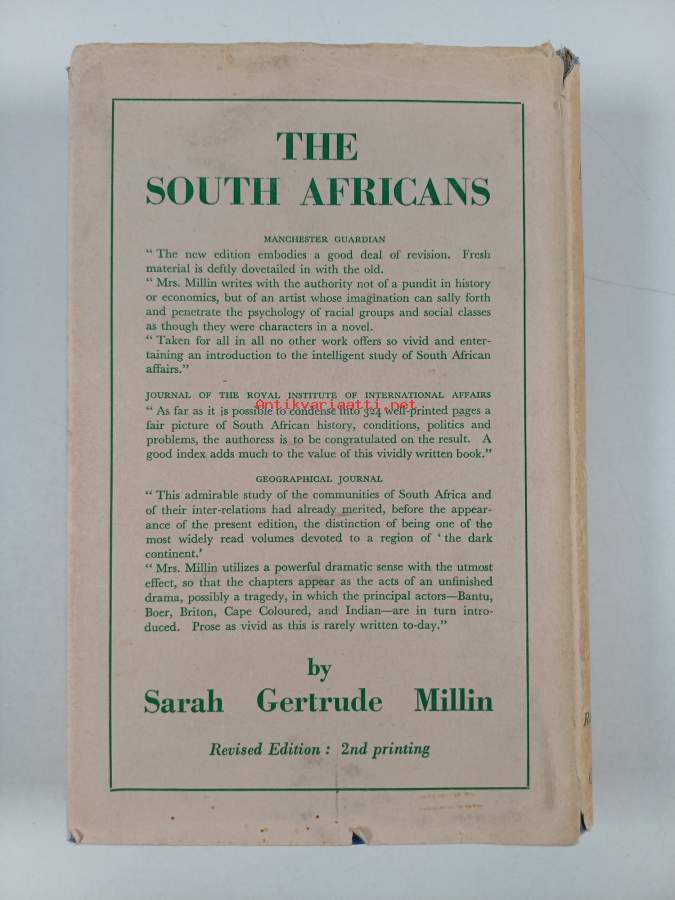 THE
SOUTH AFRICANS
MANCHESTER GUARDIAN
“ The new edition embodies a good deal of revision. Fresh
material is deftly dovetailed in with the old.
“ Mrs. Millin writes with the authority not of a pundit in history
or economics, but of an artist whose imagination can sally forth
and penetrate the psychology of racial groups and social classes
as though they were characters in a novel.
“ Taken for all in all no other work offers so vivid and enter-
taining an introduction to the intelligent study of South African
affairs.”
JOURNAL OF THE ROYAL INSTITUTE OF INTERNATIONAL AFFAIRS
Antikvariaatti.net
“ As far as it is possible to condense into 324 well-printed pages a
fair picture of South African history, conditions, politics and
problems, the authoress is to be congratulated on the result. A
good index adds much to the value of this vividly written book.”
GEOGRAPHICAL JOURNAL
“ This admirable study of the communities of South Africa and
of their inter-relations had already merited, before the appear-
ance of the present edition, the distinction of being one of the
most widely read volumes devoted to a region of ‘ the dark
continent.’
“ Mrs. Millin utilizes a powerful dramatic sense with the utmost
effect, so that the chapters appear as the acts of an unfinished
drama, possibly a tragedy, in which the principal actors—Bantu,
Boer, Briton, Cape Coloured, and Indian—are in turn intro-
duced. Prose as vivid as this is rarely written to-day.”
by
Sarah Gertrude Millin
Revised Edition : 2nd printing